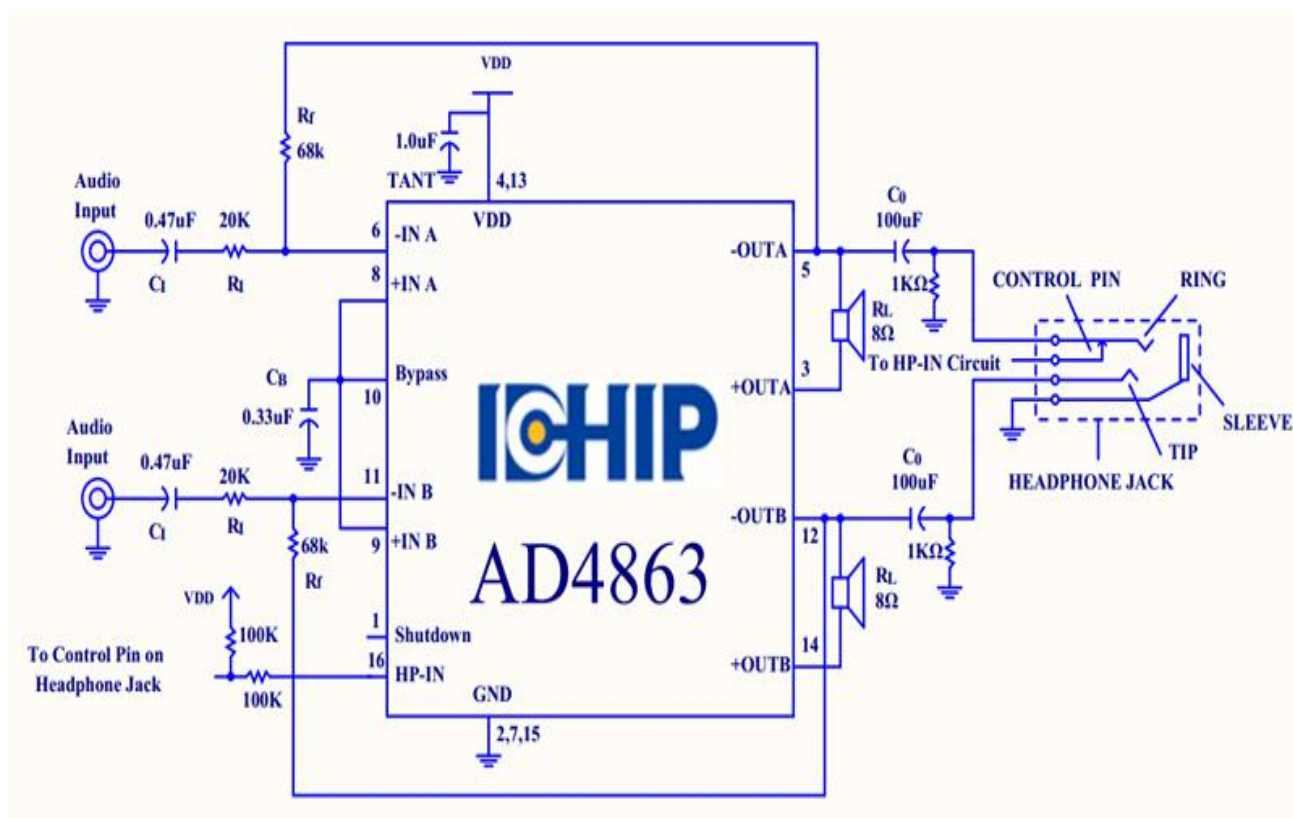 VDD
Rf
68k
1.0uF
TANT
4,13
VDD
Audio
Input
0.47uF
20K
CI
RI
6
-IN A
8
+IN A
-OUTA
5
C0
100uF
1KΩ
RL
8Ω
3
+OUTA
CONTROL PIN
RING
To HP-IN Circuit
SLEEVE
TIP
HEADPHONE JACK
CB
0.33uF
Bypass
10
ICHIP
AD4863
Audio
Input
0.47uF
20K
CI
RI
11
-IN B
9
+IN B
68k
Rf
-OUTB
12
C0
100uF
1KΩ
RL
8Ω
14
+OUTB
VDD
100K
To Control Pin on
Headphone Jack
100K
1
Shutdown
16
HP-IN
GND
2,7,15